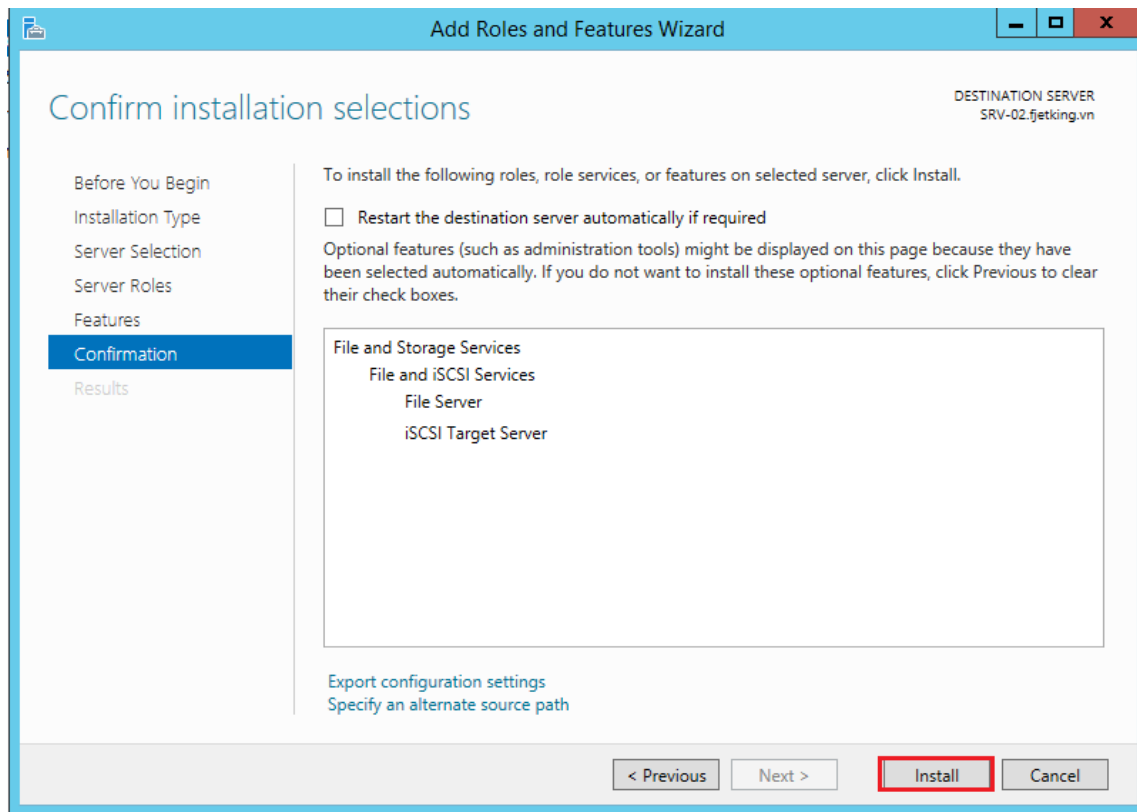 Add Roles and Features Wizard
Confirm installation selections
DESTINATION SERVER
SRV-02.fjetking.vn
Before You Begin
Installation Type
Server Selection
Server Roles
Features
Confirmation
Results
To install the following roles, role services, or features on selected server, click Install.
Restart the destination server automatically if required
Optional features (such as administration tools) might be displayed on this page because they have
been selected automatically. If you do not want to install these optional features, click Previous to clear
their check boxes.
File and Storage Services
File and iSCSI Services
File Server
iSCSI Target Server
Export configuration settings
Specify an alternate source path
< Previous
Next >
Install
Cancel